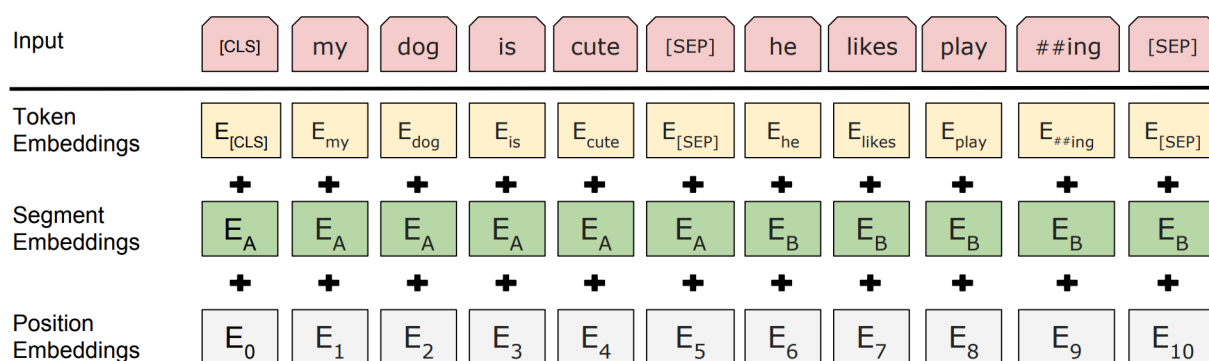 Input [CLS] my dog is cute [SEP] he likes play ##ing [SEP]
Token Embeddings E[CLS] Emy Edog Eis Ecute E[SEP] Ehe Elikes Eplay E##ing E[SEP]
+ + + + + + + + + + +
Segment Embeddings EA EA EA EA EA EA EB EB EB EB EB
+ + + + + + + + + + +
Position Embeddings E0 E1 E2 E3 E4 E5 E6 E7 E8 E9 E10